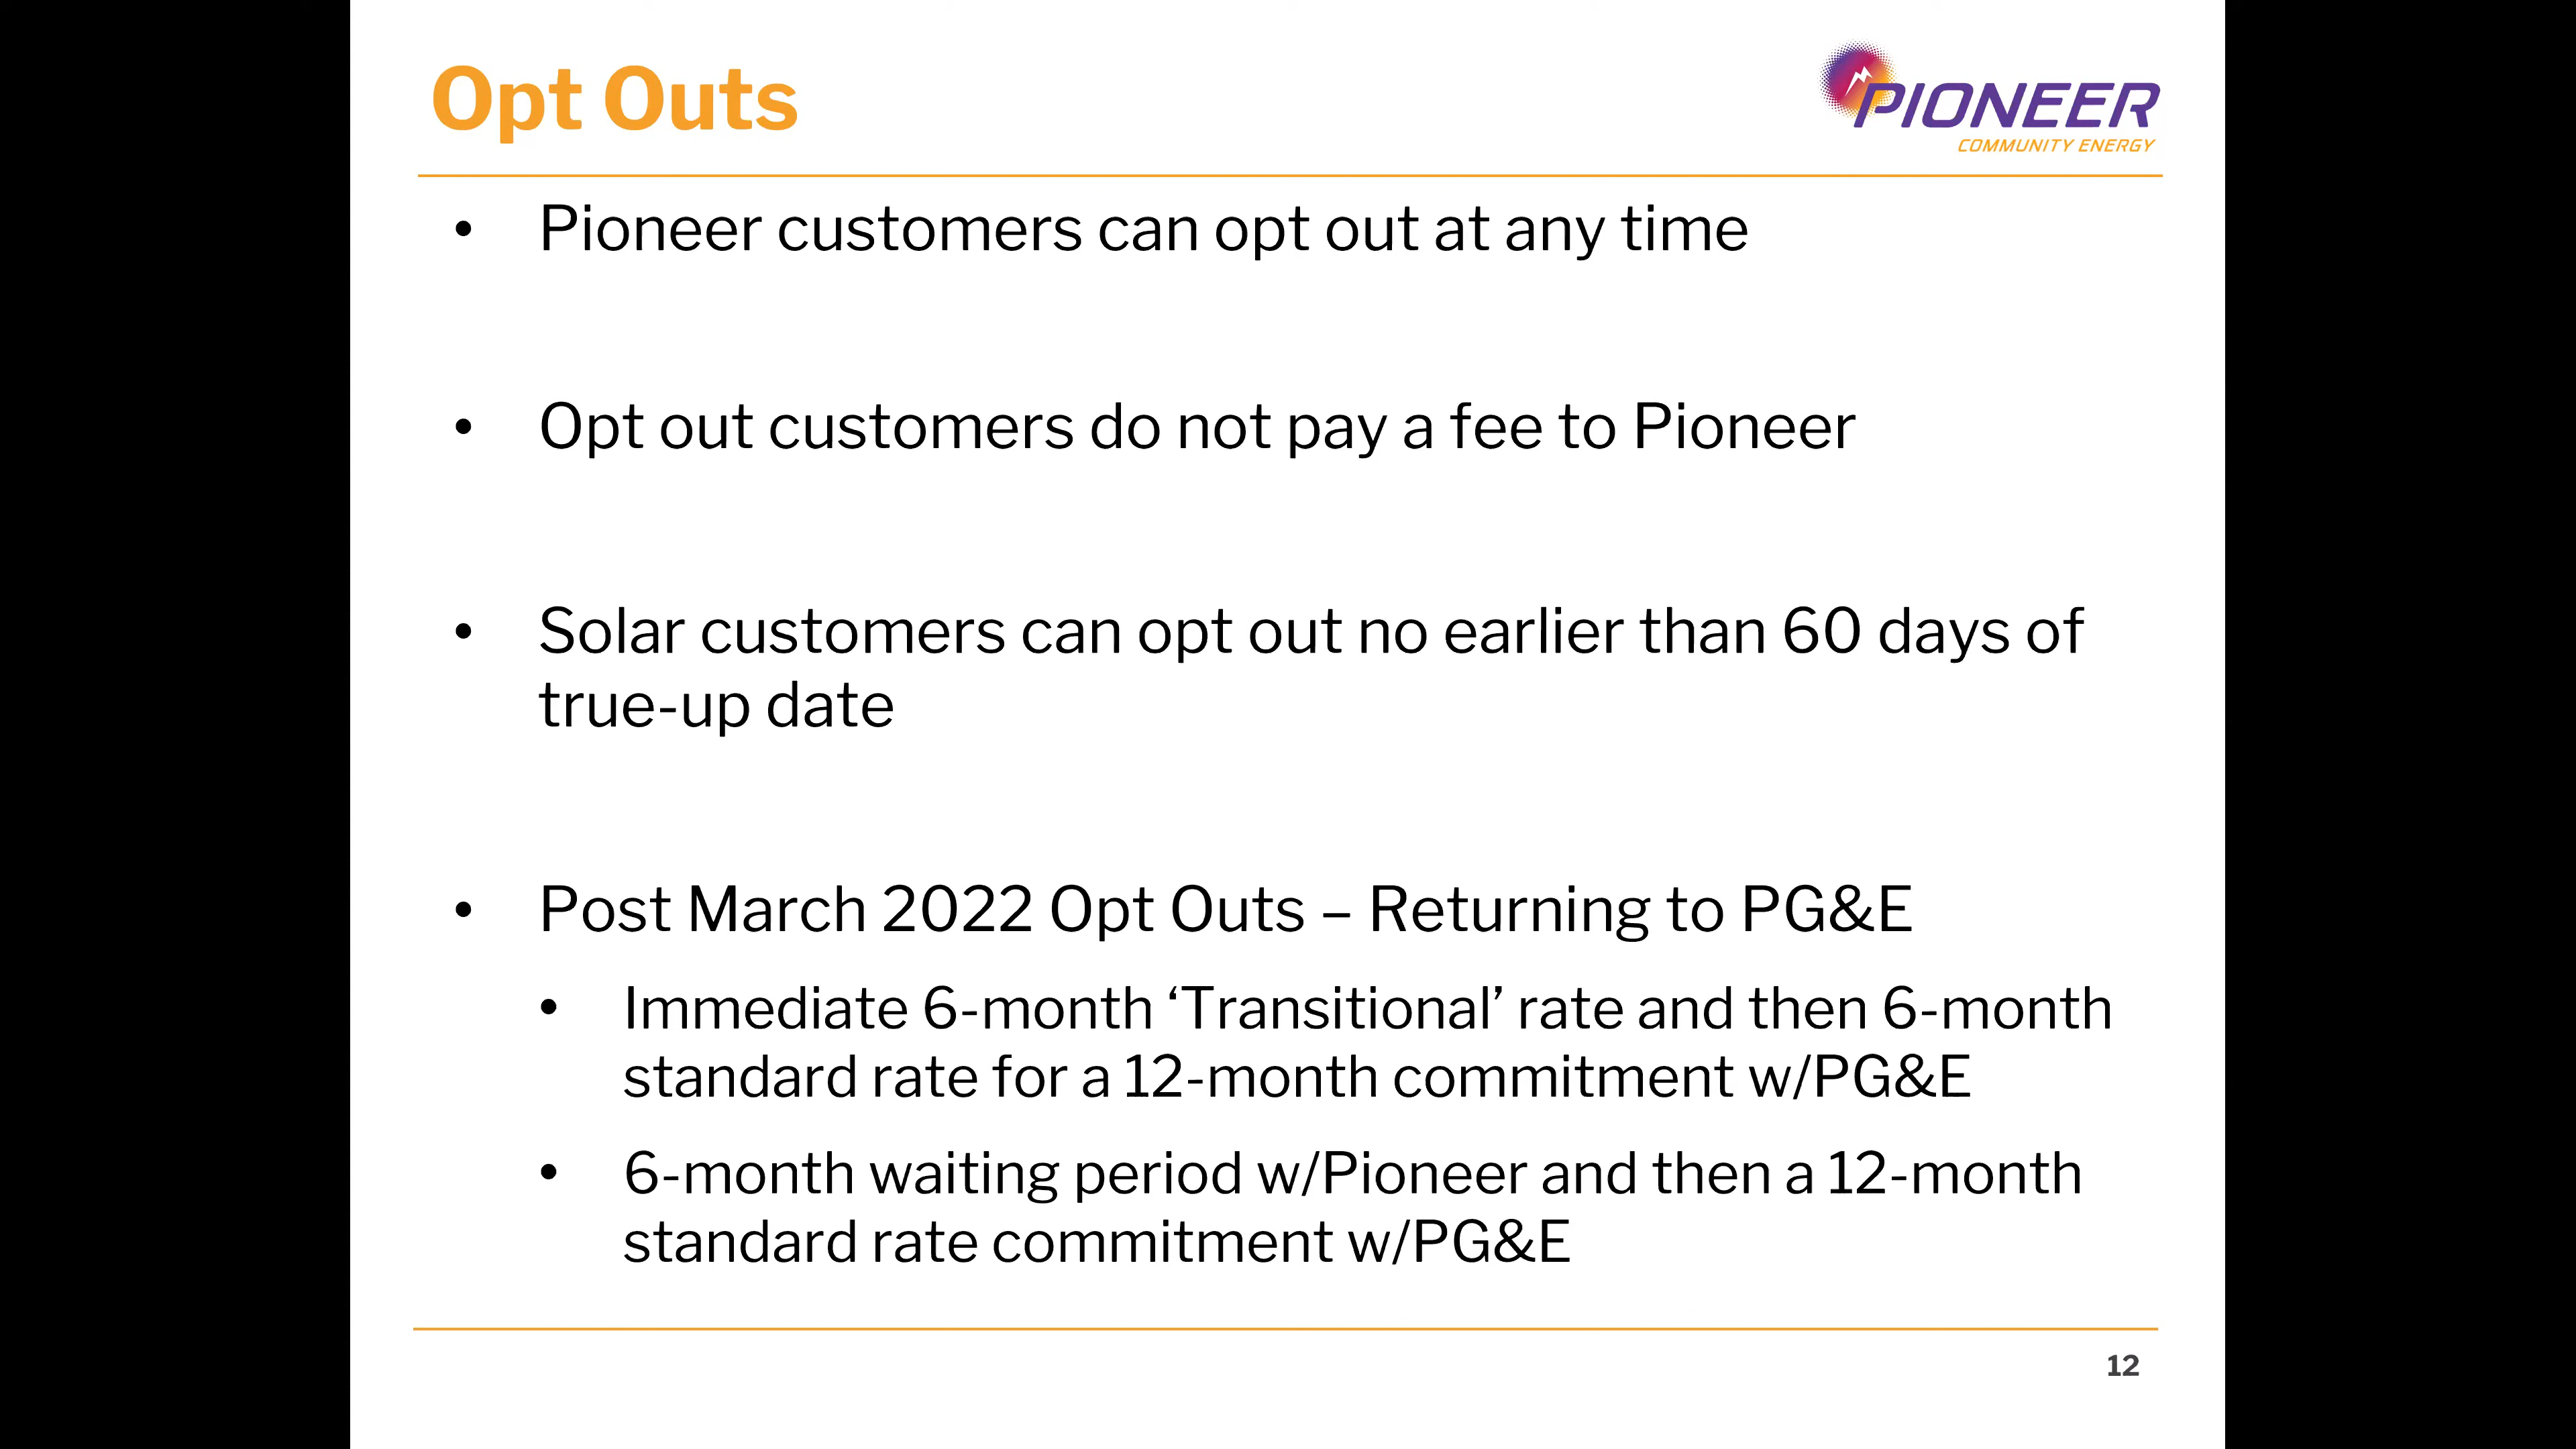 Opt Outs
PIONEER
COMMUNITY ENERGY
• Pioneer customers can opt out at any time
• Opt out customers do not pay a fee to Pioneer
• Solar customers can opt out no earlier than 60 days of
true-up date
• Post March 2022 Opt Outs – Returning to PG&E
• Immediate 6-month ‘Transitional’ rate and then 6-month
standard rate for a 12-month commitment w/PG&E
• 6-month waiting period w/Pioneer and then a 12-month
standard rate commitment w/PG&E
12